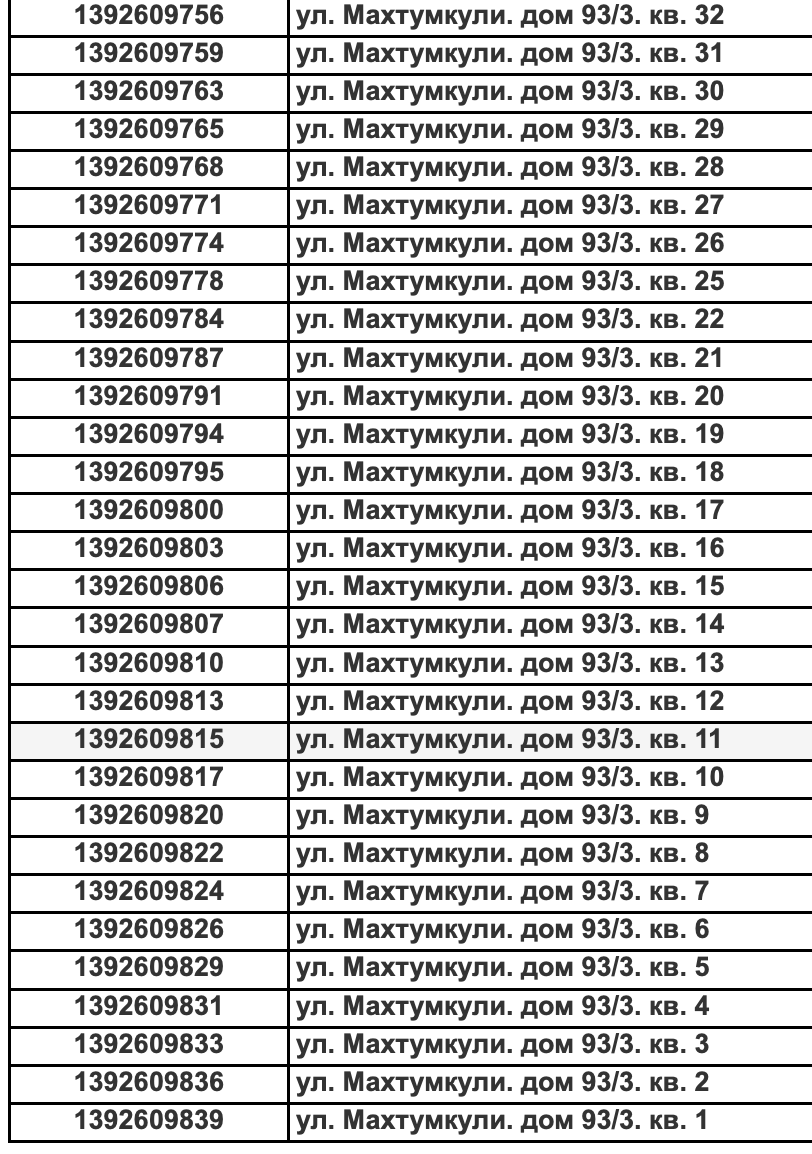 1392609756 ул. Махтумкули. дом 93/3. кв. 32
1392609759 ул. Махтумкули. дом 93/3. кв. 31
1392609763 ул. Махтумкули. дом 93/3. кв. 30
1392609765 ул. Махтумкули. дом 93/3. кв. 29
1392609768 ул. Махтумкули. дом 93/3. кв. 28
1392609771 ул. Махтумкули. дом 93/3. кв. 27
1392609774 ул. Махтумкули. дом 93/3. кв. 26
1392609778 ул. Махтумкули. дом 93/3. кв. 25
1392609784 ул. Махтумкули. дом 93/3. кв. 22
1392609787 ул. Махтумкули. дом 93/3. кв. 21
1392609791 ул. Махтумкули. дом 93/3. кв. 20
1392609794 ул. Махтумкули. дом 93/3. кв. 19
1392609795 ул. Махтумкули. дом 93/3. кв. 18
1392609800 ул. Махтумкули. дом 93/3. кв. 17
1392609803 ул. Махтумкули. дом 93/3. кв. 16
1392609806 ул. Махтумкули. дом 93/3. кв. 15
1392609807 ул. Махтумкули. дом 93/3. кв. 14
1392609810 ул. Махтумкули. дом 93/3. кв. 13
1392609813 ул. Махтумкули. дом 93/3. кв. 12
1392609815 ул. Махтумкули. дом 93/3. кв. 11
1392609817 ул. Махтумкули. дом 93/3. кв. 10
1392609820 ул. Махтумкули. дом 93/3. кв. 9
1392609822 ул. Махтумкули. дом 93/3. кв. 8
1392609824 ул. Махтумкули. дом 93/3. кв. 7
1392609826 ул. Махтумкули. дом 93/3. кв. 6
1392609829 ул. Махтумкули. дом 93/3. кв. 5
1392609831 ул. Махтумкули. дом 93/3. кв. 4
1392609833 ул. Махтумкули. дом 93/3. кв. 3
1392609836 ул. Махтумкули. дом 93/3. кв. 2
1392609839 ул. Махтумкули. дом 93/3. кв. 1